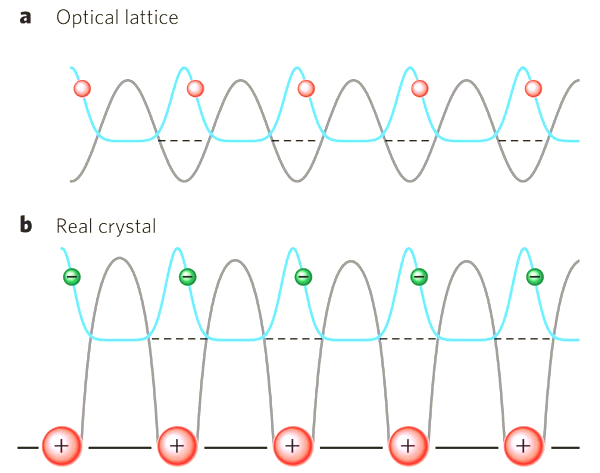 a Optical lattice
b Real crystal
− − − − −
+ + + + +